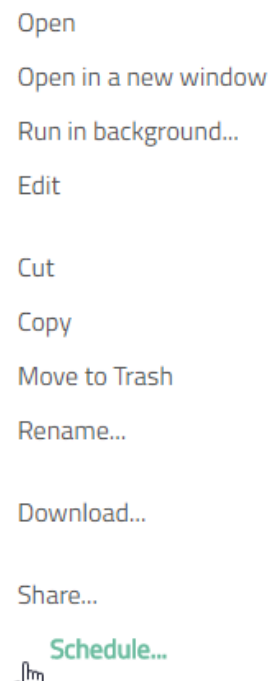 Open
Open in a new window
Run in background...
Edit
Cut
Copy
Move to Trash
Rename...
Download...
Share...
Schedule...